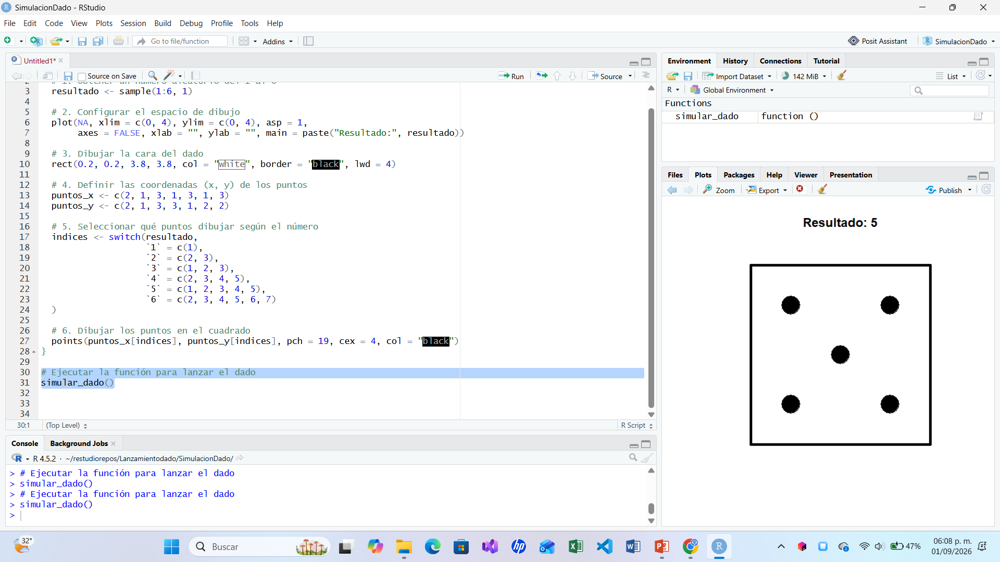 SimulacionDado - RStudio
File Edit Code View Plots Session Build Debug Profile Tools Help
Go to file/function Addins Posit Assistant SimulacionDado
Untitled1*
Source on Save Run Source
2 # 1. Obtener un número aleatorio del 1 al 6
3 resultado <- sample(1:6, 1)
4
5 # 2. Configurar el espacio de dibujo
6 plot(NA, xlim = c(0, 4), ylim = c(0, 4), asp = 1,
7 axes = FALSE, xlab = "", ylab = "", main = paste("Resultado:", resultado))
8
9 # 3. Dibujar la cara del dado
10 rect(0.2, 0.2, 3.8, 3.8, col = "white", border = "black", lwd = 4)
11
12 # 4. Definir las coordenadas (x, y) de los puntos
13 puntos_x <- c(2, 1, 3, 1, 3, 1, 3)
14 puntos_y <- c(2, 1, 3, 3, 1, 2, 2)
15
16 # 5. Seleccionar qué puntos dibujar según el número
17 indices <- switch(resultado,
18 `1` = c(1),
19 `2` = c(2, 3),
20 `3` = c(1, 2, 3),
21 `4` = c(2, 3, 4, 5),
22 `5` = c(1, 2, 3, 4, 5),
23 `6` = c(2, 3, 4, 5, 6, 7)
24 )
25
26 # 6. Dibujar los puntos en el cuadrado
27 points(puntos_x[indices], puntos_y[indices], pch = 19, cex = 4, col = "black")
28 }
29
30 # Ejecutar la función para lanzar el dado
31 simular_dado()
32
33
34
30:1 (Top Level) R Script
Console Background Jobs
R 4.5.2 · ~/restudiorepos/Lanzamientodado/SimulacionDado/
> # Ejecutar la función para lanzar el dado
> simular_dado()
> # Ejecutar la función para lanzar el dado
> simular_dado()
>
Environment History Connections Tutorial
Import Dataset 142 MiB List
R Global Environment
Functions
simular_dado function ()
Files Plots Packages Help Viewer Presentation
Zoom Export Publish
Resultado: 5
32°
Buscar
47%
06:08 p. m.
01/09/2026